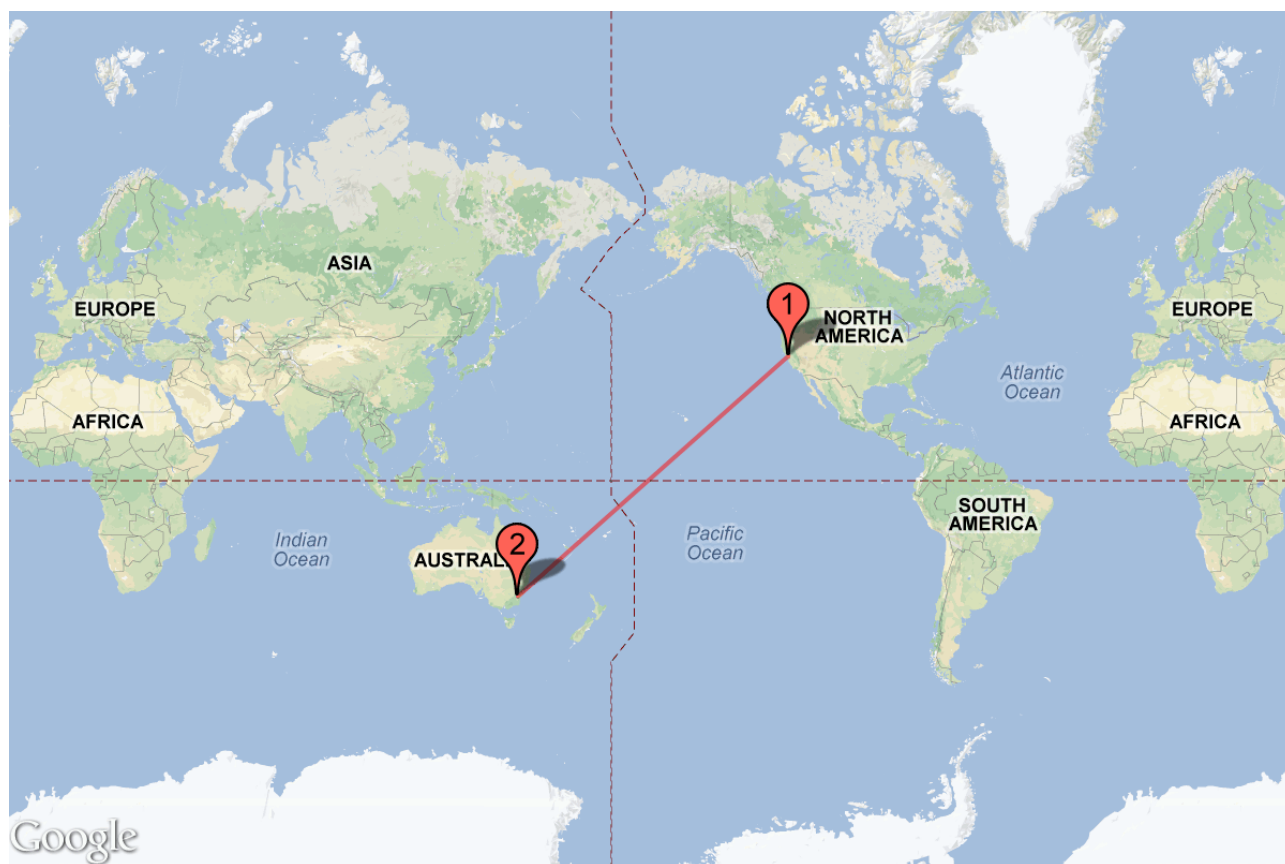 ASIA
EUROPE
1
NORTH
AMERICA
EUROPE
Atlantic
Ocean
AFRICA
AFRICA
SOUTH
AMERICA
Indian
Ocean
AUSTRAL
2
Pacific
Ocean
Google